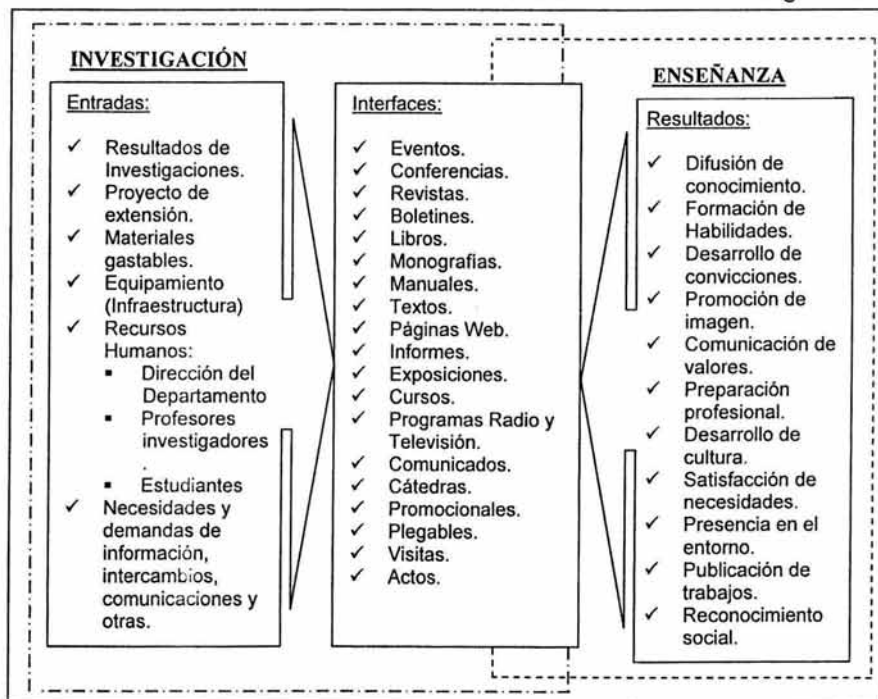 INVESTIGACIÓN
Entradas:
✓ Resultados de
Investigaciones.
✓ Proyecto de
extensión.
✓ Materiales
gastables.
✓ Equipamiento
(Infraestructura)
✓ Recursos
Humanos:
▪ Dirección del
Departamento
▪ Profesores
investigadores
.
▪ Estudiantes
✓ Necesidades y
demandas de
información,
intercambios,
comunicaciones y
otras.
Interfaces:
✓ Eventos.
✓ Conferencias.
✓ Revistas.
✓ Boletines.
✓ Libros.
✓ Monografías.
✓ Manuales.
✓ Textos.
✓ Páginas Web.
✓ Informes.
✓ Exposiciones.
✓ Cursos.
✓ Programas Radio y
Televisión.
✓ Comunicados.
✓ Cátedras.
✓ Promocionales.
✓ Plegables.
✓ Visitas.
✓ Actos.
ENSEÑANZA
Resultados:
✓ Difusión de
conocimiento.
✓ Formación de
Habilidades.
✓ Desarrollo de
convicciones.
✓ Promoción de
imagen.
✓ Comunicación de
valores.
✓ Preparación
profesional.
✓ Desarrollo de
cultura.
✓ Satisfacción de
necesidades.
✓ Presencia en el
entorno.
✓ Publicación de
trabajos.
✓ Reconocimiento
social.